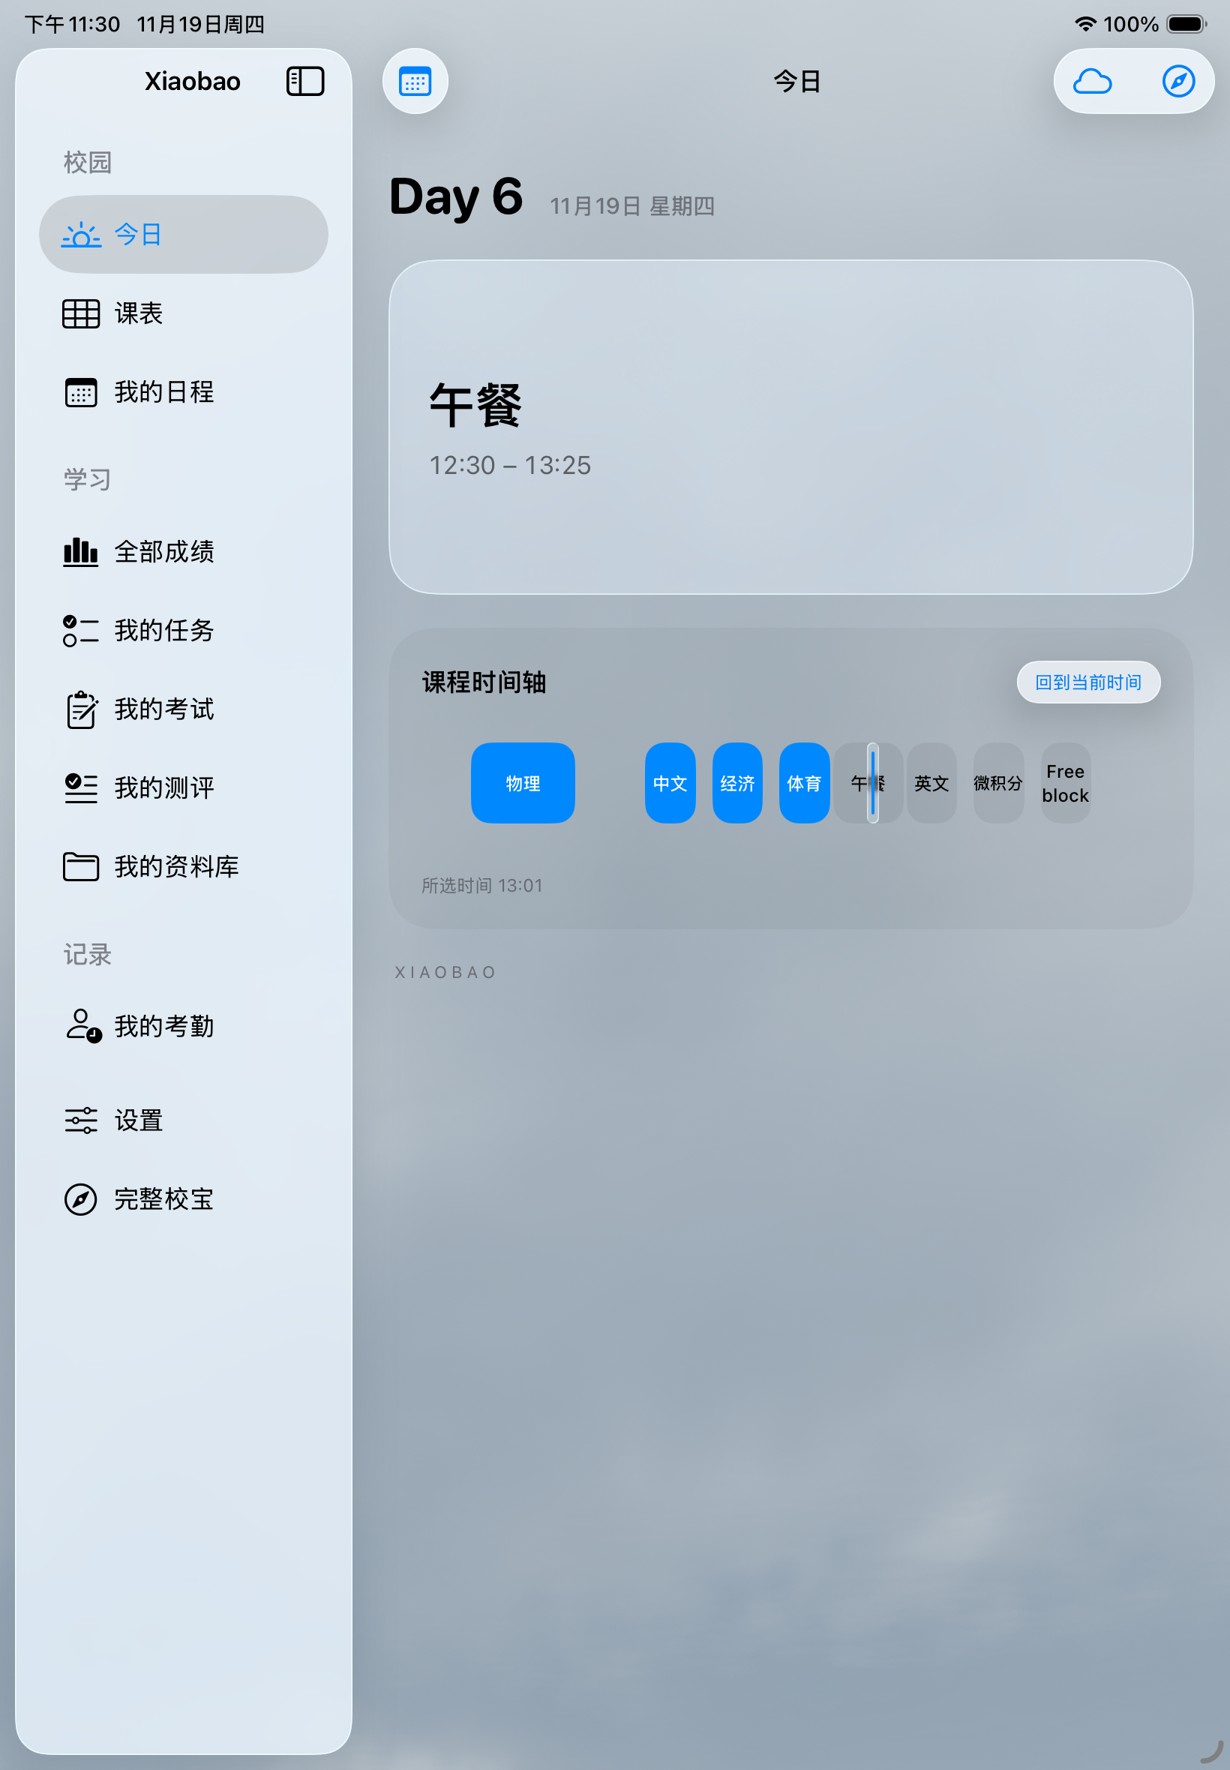 下午11:30 11月19日周四
100%
Xiaobao
校园
今日
课表
我的日程
学习
全部成绩
我的任务
我的考试
我的测评
我的资料库
记录
我的考勤
设置
完整校宝
今日
Day 6 11月19日 星期四
午餐
12:30 – 13:25
课程时间轴
回到当前时间
物理
中文
经济
体育
午餐
英文
微积分
Free
block
所选时间 13:01
XIAOBAO